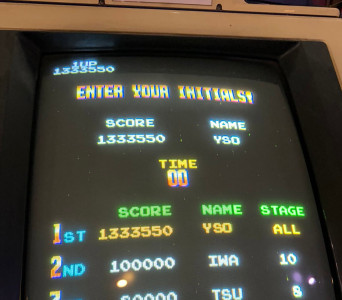 1UP
1333550
ENTER YOUR INITIALS!
SCORE NAME
1333550 YSO
TIME
00
SCORE NAME STAGE
1ST 1333550 YSO ALL
2ND 100000 IWA 10
TSU 8